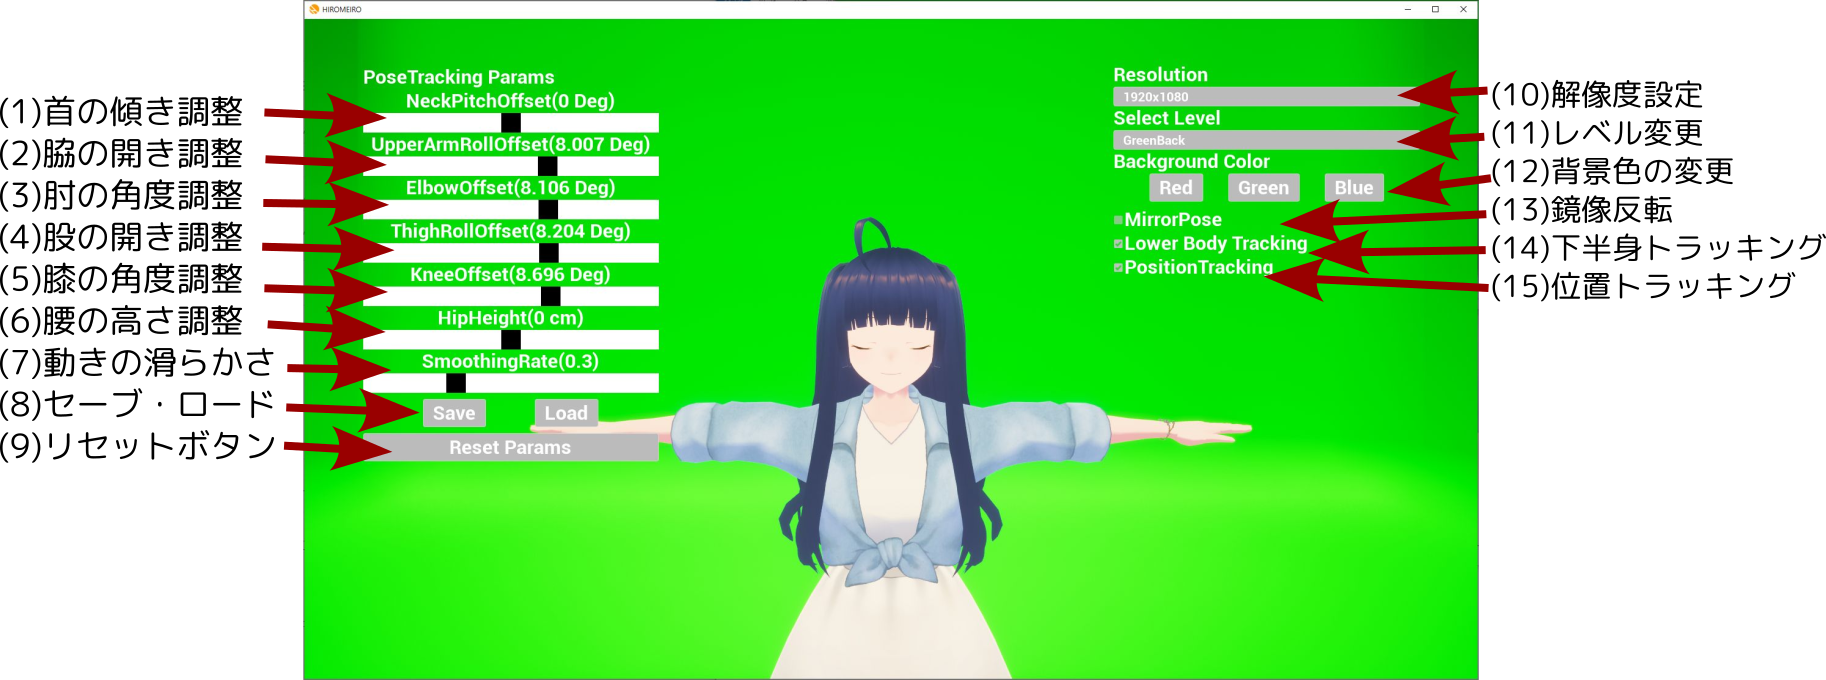 HIROMEIRO
(1)首の傾き調整
(2)脇の開き調整
(3)肘の角度調整
(4)股の開き調整
(5)膝の角度調整
(6)腰の高さ調整
(7)動きの滑らかさ
(8)セーブ・ロード
(9)リセットボタン
PoseTracking Params
NeckPitchOffset(0 Deg)
UpperArmRollOffset(8.007 Deg)
ElbowOffset(8.106 Deg)
ThighRollOffset(8.204 Deg)
KneeOffset(8.696 Deg)
HipHeight(0 cm)
SmoothingRate(0.3)
Save Load
Reset Params
Resolution
1920x1080
Select Level
GreenBack
Background Color
Red Green Blue
MirrorPose
Lower Body Tracking
PositionTracking
(10)解像度設定
(11)レベル変更
(12)背景色の変更
(13)鏡像反転
(14)下半身トラッキング
(15)位置トラッキング